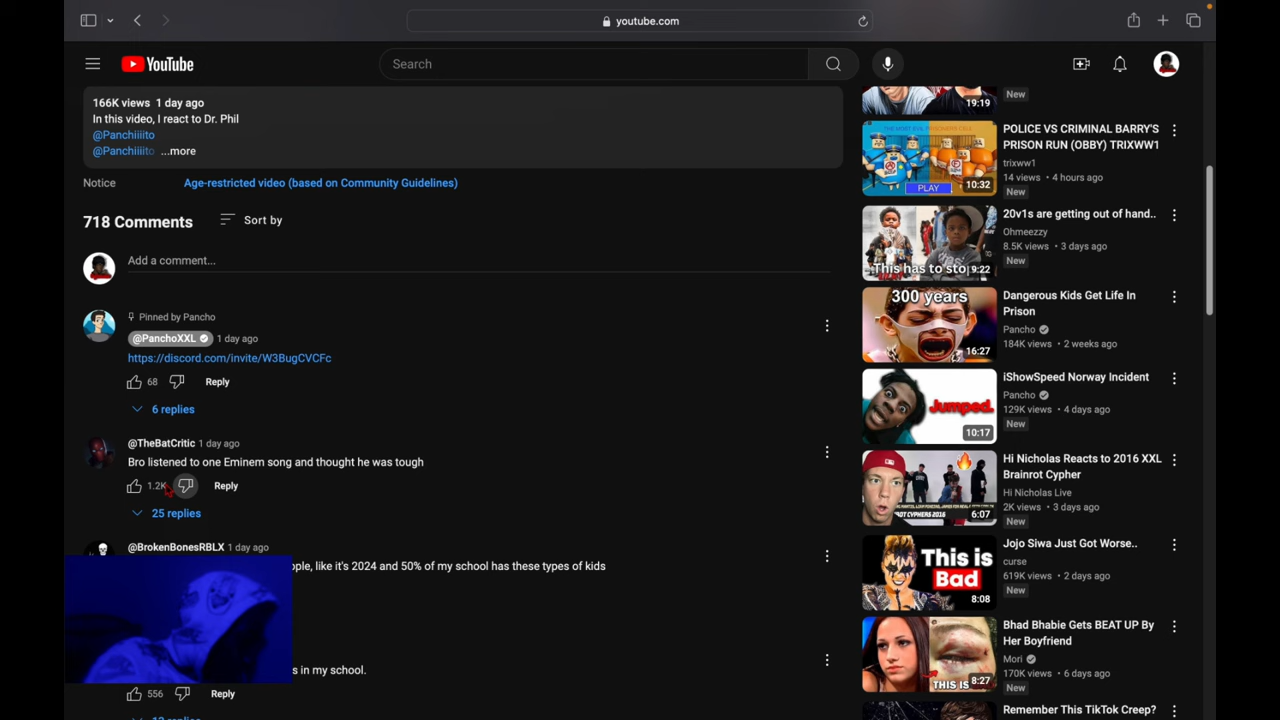 youtube.com
YouTube
Search
166K views 1 day ago
In this video, I react to Dr. Phil
@Panchiiiito
@Panchiiiito ...more
Notice Age-restricted video (based on Community Guidelines)
718 Comments Sort by
Add a comment...
Pinned by Pancho
@PanchoXXL 1 day ago
https://discord.com/invite/W3BugCVCFc
68 Reply
6 replies
@TheBatCritic 1 day ago
Bro listened to one Eminem song and thought he was tough
1.2K Reply
25 replies
@BrokenBonesRBLX 1 day ago
ople, like it's 2024 and 50% of my school has these types of kids
s in my school.
556 Reply
19:19
New
PLAY
10:32
POLICE VS CRIMINAL BARRY'S
PRISON RUN (OBBY) TRIXWW1
trixww1
14 views • 4 hours ago
New
This has to sto
9:22
20v1s are getting out of hand..
Ohmeezzy
8.5K views • 3 days ago
New
300 years
16:27
Dangerous Kids Get Life In
Prison
Pancho
184K views • 2 weeks ago
Jumped.
10:17
iShowSpeed Norway Incident
Pancho
129K views • 4 days ago
New
6:07
Hi Nicholas Reacts to 2016 XXL
Brainrot Cypher
Hi Nicholas Live
2K views • 3 days ago
New
This is
Bad
8:08
Jojo Siwa Just Got Worse..
curse
619K views • 2 days ago
New
THIS IS
8:27
Bhad Bhabie Gets BEAT UP By
Her Boyfriend
Mori
170K views • 6 days ago
New
Remember This TikTok Creep?